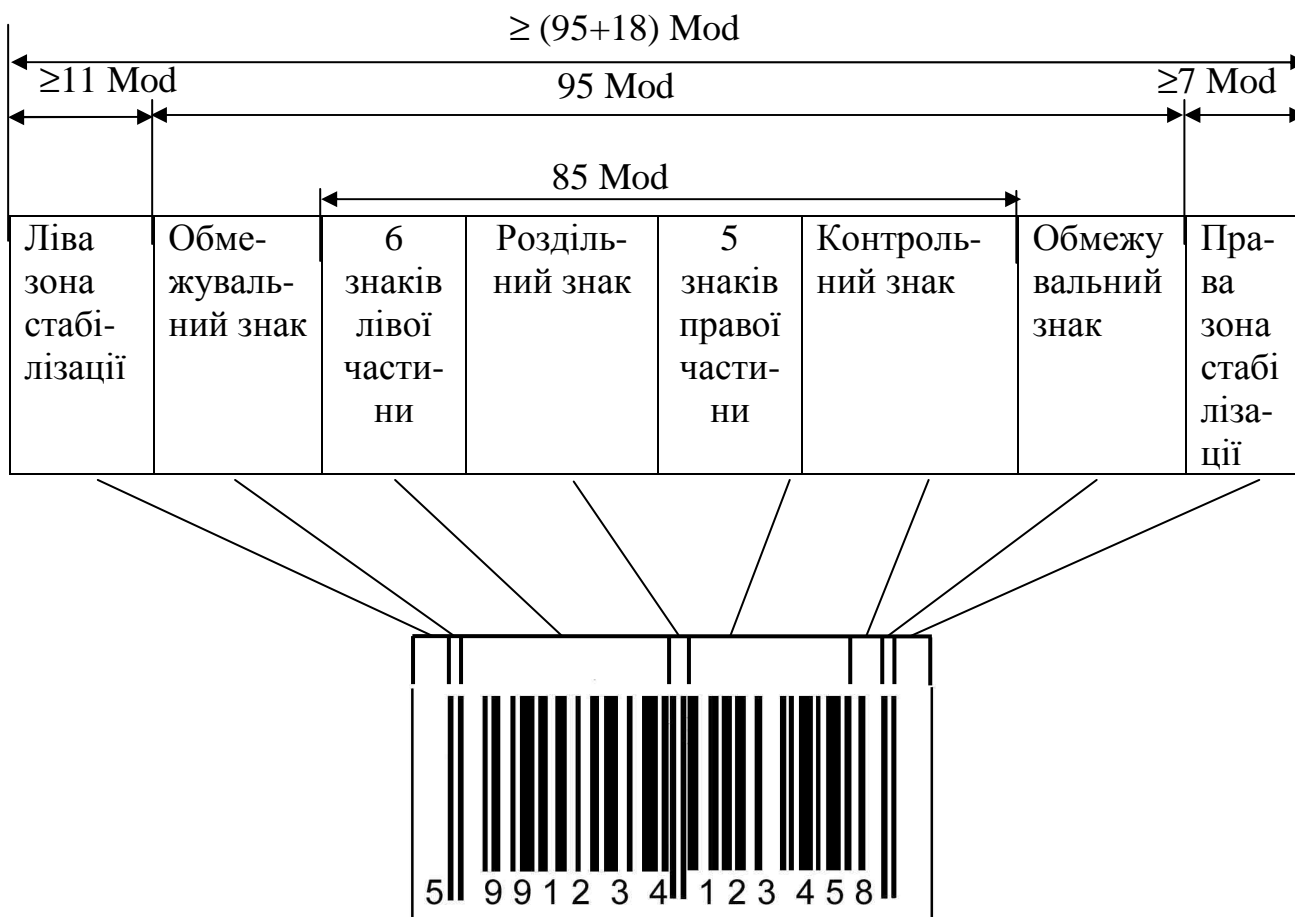 ≥ (95+18) Mod
≥11 Mod
95 Mod
≥7 Mod
85 Mod
Ліва
зона
стабі-
лізації
Обме-
жуваль-
ний знак
6
знаків
лівої
части-
ни
Роздiль-
ний знак
5
знаків
правої
части-
ни
Контроль-
ний знак
Обмежу
вальний
знак
Пра-
ва
зона
стабі
ліза-
ції
5 991234 123458